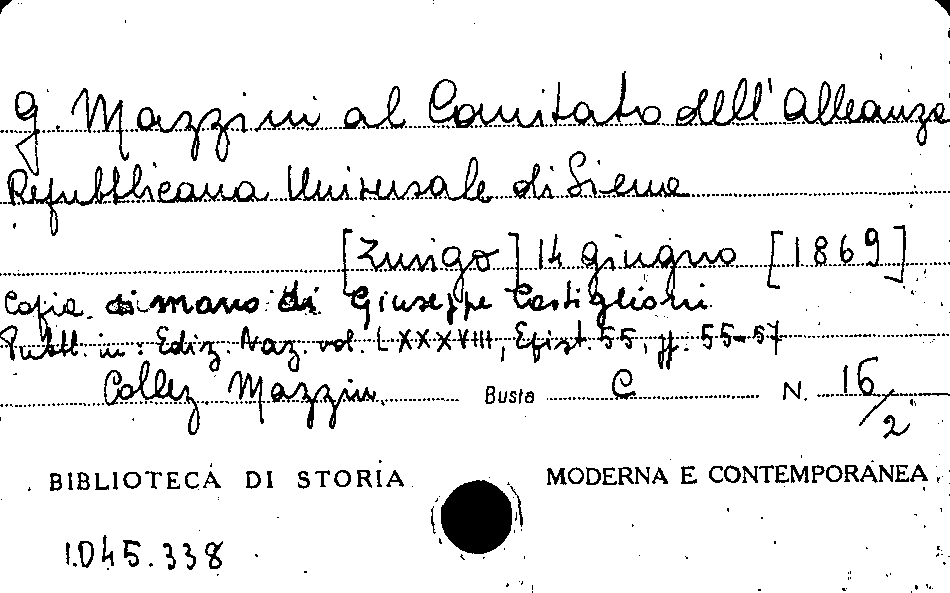 G. Mazzini al Comitato dell'Alleanza
Repubblicana Universale di Siena
[Zurigo] 14 giugno [1869]
Copia di mano di Giuseppe Castiglioni
Pubbl. in: Ediz. Naz. vol. LXXXVIII, Epist. 55, pp. 55-57
Collez. Mazzini. Busta C N. 16/2
BIBLIOTECA DI STORIA MODERNA E CONTEMPORANEA
1.045.338